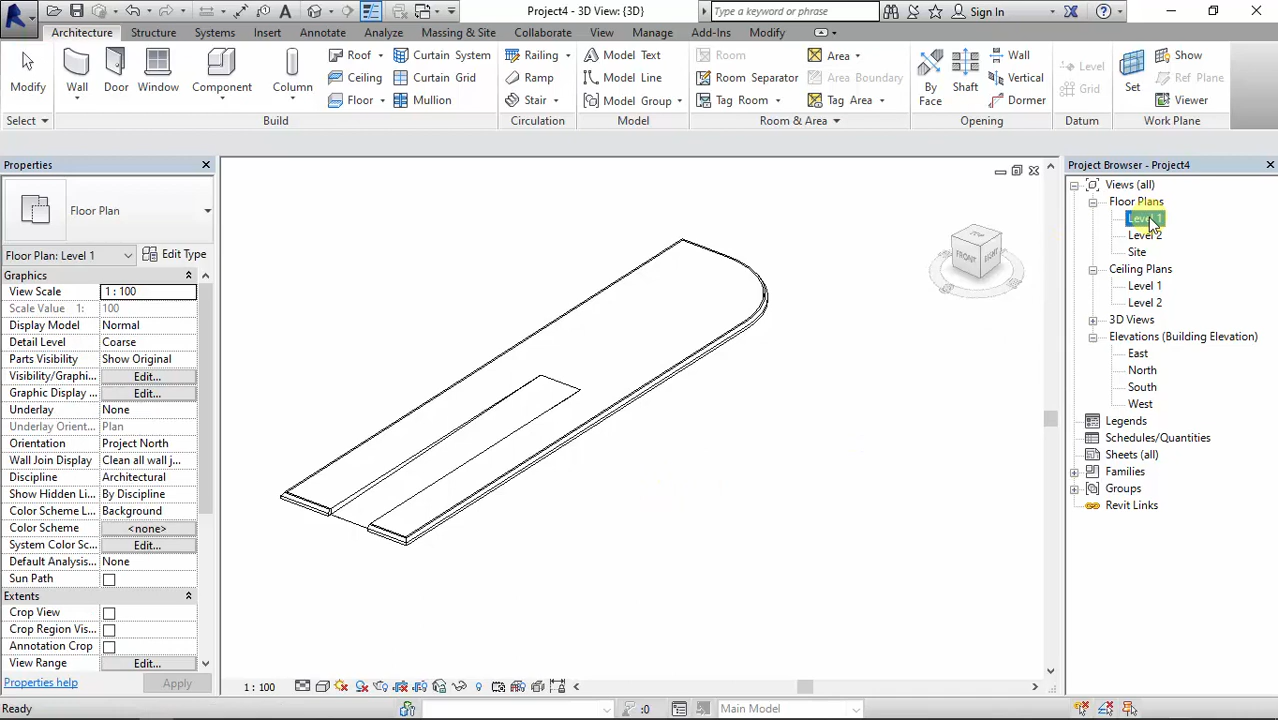 Project4 - 3D View: {3D}
Type a keyword or phrase
Sign In
Architecture Structure Systems Insert Annotate Analyze Massing & Site Collaborate View Manage Add-Ins Modify
Modify
Wall
Door
Window
Component
Column
Roof
Ceiling
Floor
Curtain System
Curtain Grid
Mullion
Railing
Ramp
Stair
Model Text
Model Line
Model Group
Room
Room Separator
Tag Room
Area
Area Boundary
Tag Area
By Face
Shaft
Wall
Vertical
Dormer
Level
Grid
Set
Show
Ref Plane
Viewer
Select
Build
Circulation
Model
Room & Area
Opening
Datum
Work Plane
Properties
Floor Plan
Floor Plan: Level 1
Edit Type
Graphics
View Scale 1 : 100
Scale Value 1: 100
Display Model Normal
Detail Level Coarse
Parts Visibility Show Original
Visibility/Graphi... Edit...
Graphic Display ... Edit...
Underlay None
Underlay Orient... Plan
Orientation Project North
Wall Join Display Clean all wall j...
Discipline Architectural
Show Hidden Li... By Discipline
Color Scheme L... Background
Color Scheme <none>
System Color Sc... Edit...
Default Analysis... None
Sun Path
Extents
Crop View
Crop Region Vis...
Annotation Crop
View Range Edit...
Properties help
Apply
TOP
FRONT
RIGHT
1 : 100
Project Browser - Project4
Views (all)
Floor Plans
Level 1
Level 2
Site
Ceiling Plans
Level 1
Level 2
3D Views
Elevations (Building Elevation)
East
North
South
West
Legends
Schedules/Quantities
Sheets (all)
Families
Groups
Revit Links
Ready
:0
Main Model